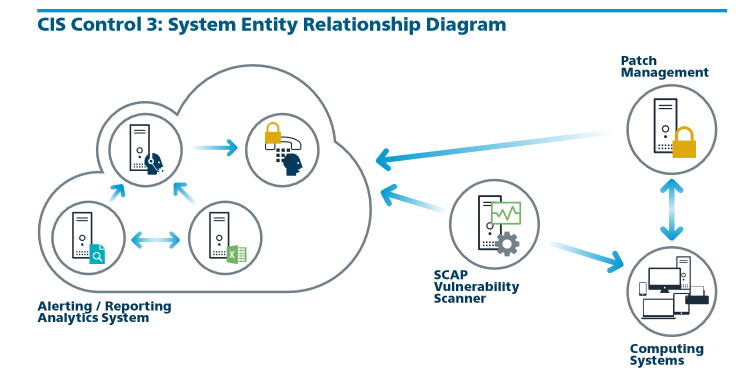 CIS Control 3: System Entity Relationship Diagram
Patch
Management
SCAP
Vulnerability
Scanner
Alerting / Reporting
Analytics System
Computing
Systems